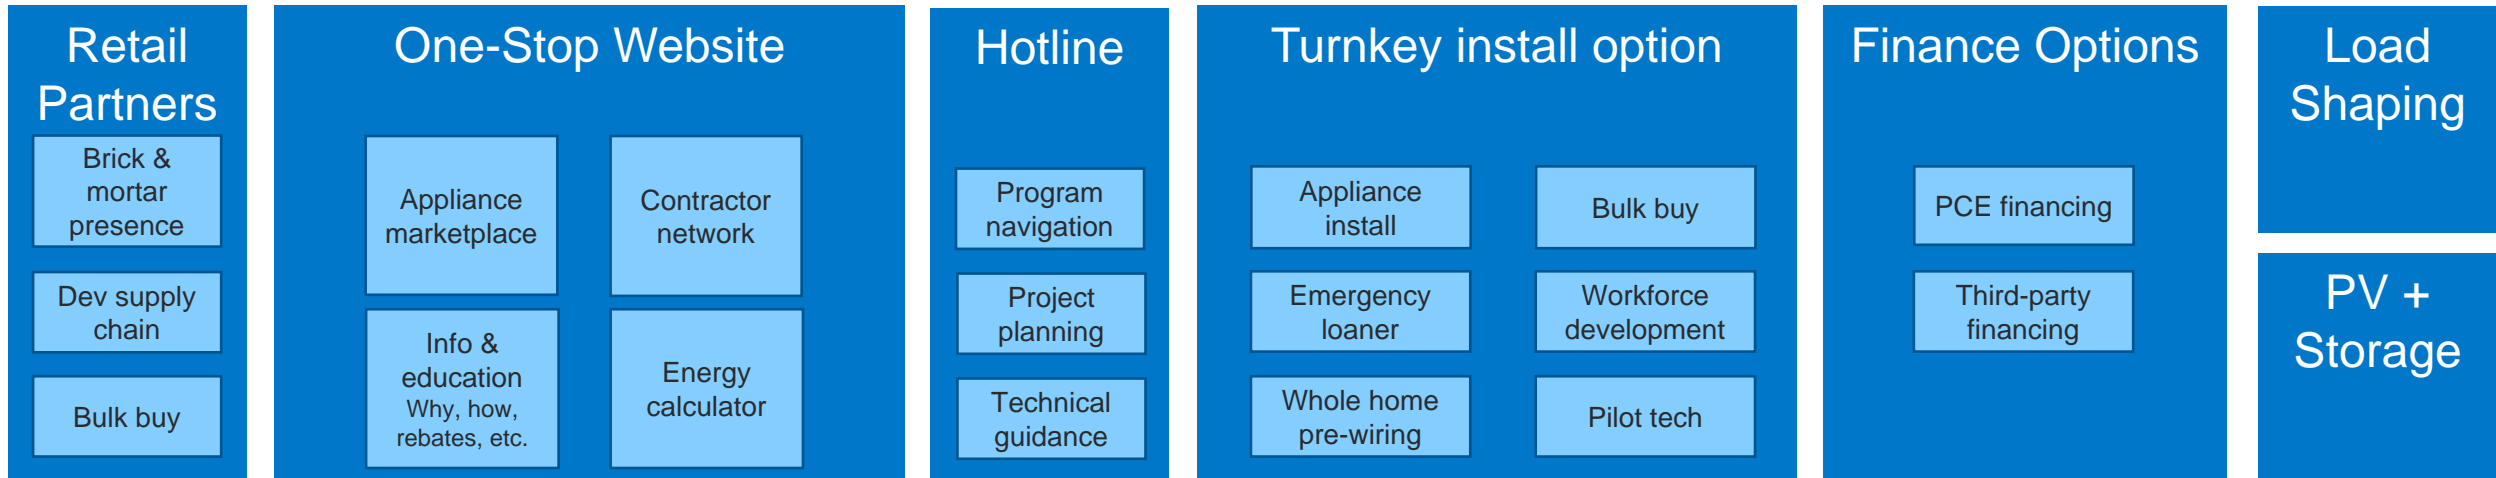 Retail
Partners
Brick &
mortar
presence
Dev supply
chain
Bulk buy
One-Stop Website
Appliance
marketplace
Contractor
network
Info &
education
Why, how,
rebates, etc.
Energy
calculator
Hotline
Program
navigation
Project
planning
Technical
guidance
Turnkey install option
Appliance
install
Bulk buy
Emergency
loaner
Workforce
development
Whole home
pre-wiring
Pilot tech
Finance Options
PCE financing
Third-party
financing
Load
Shaping
PV +
Storage